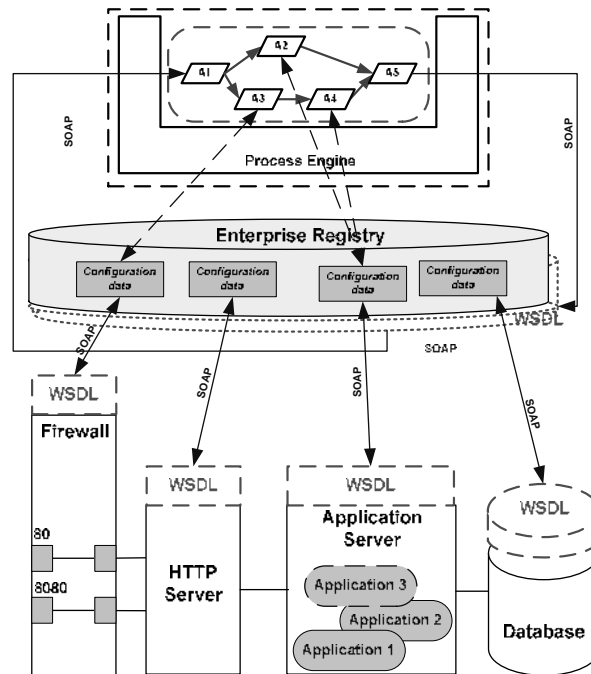 A2
A1
A5
A3
A4
SOAP
SOAP
Process Engine
Enterprise Registry
Configuration
data
Configuration
data
Configuration
data
Configuration
data
WSDL
SOAP
SOAP
SOAP
SOAP
SOAP
WSDL
Firewall
WSDL
WSDL
WSDL
80
8080
HTTP
Server
Application
Server
Application 3
Application 2
Application 1
Database